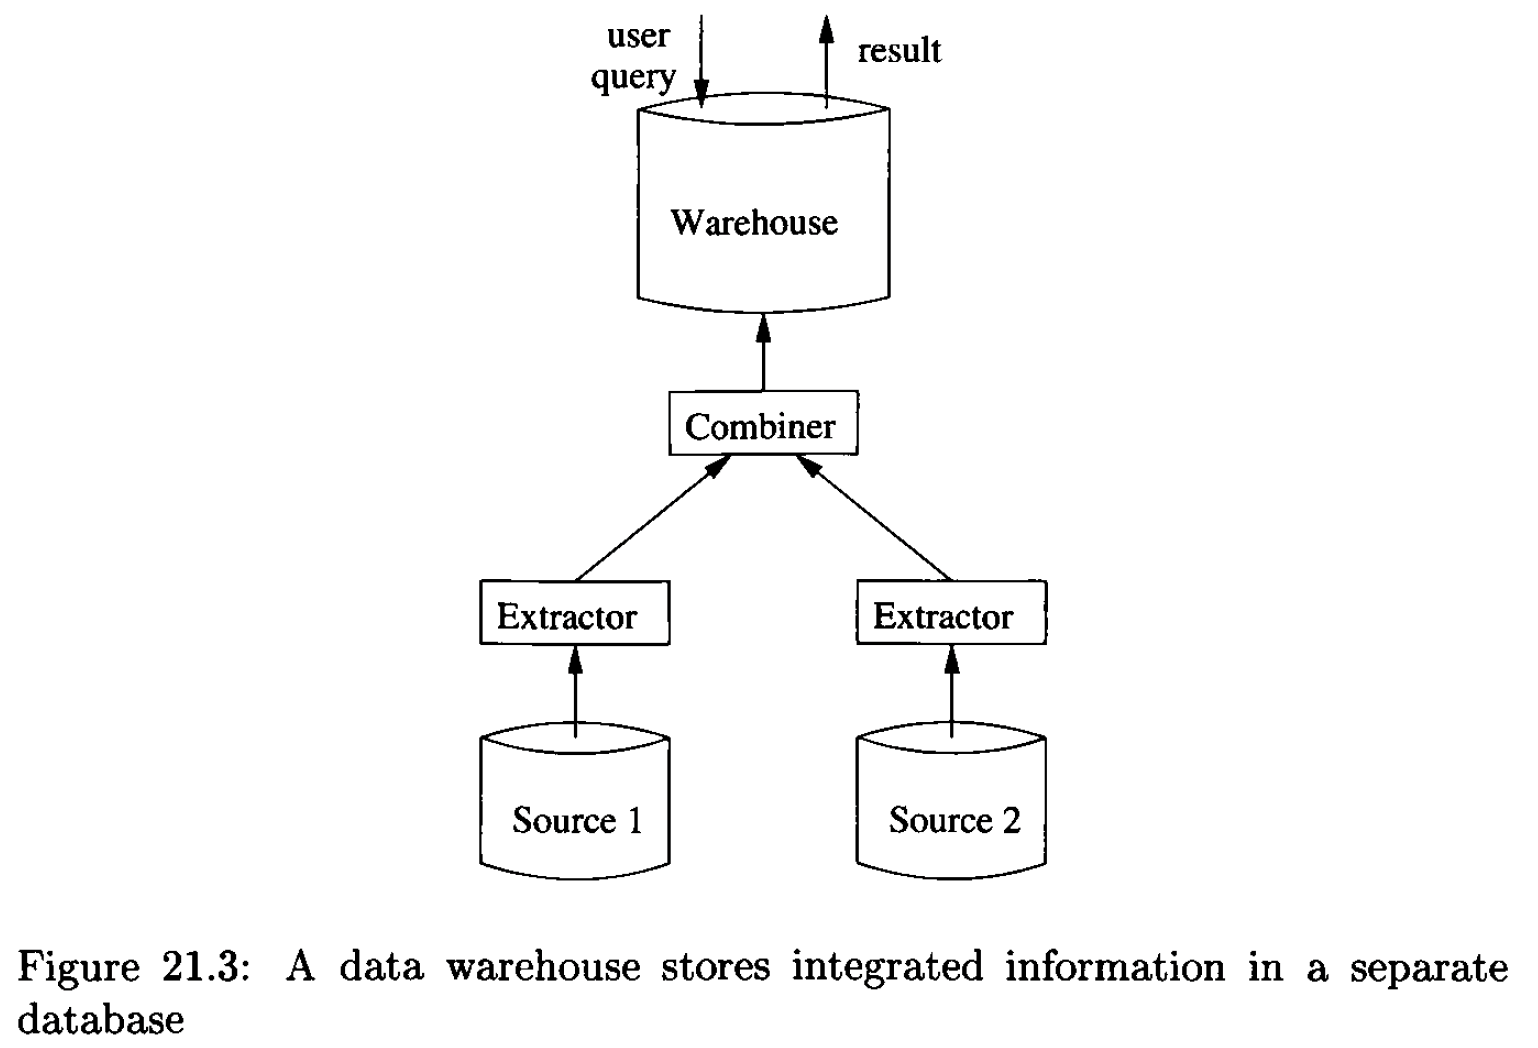 user
query
result
Warehouse
Combiner
Extractor
Extractor
Source 1
Source 2
Figure 21.3: A data warehouse stores integrated information in a separate
database